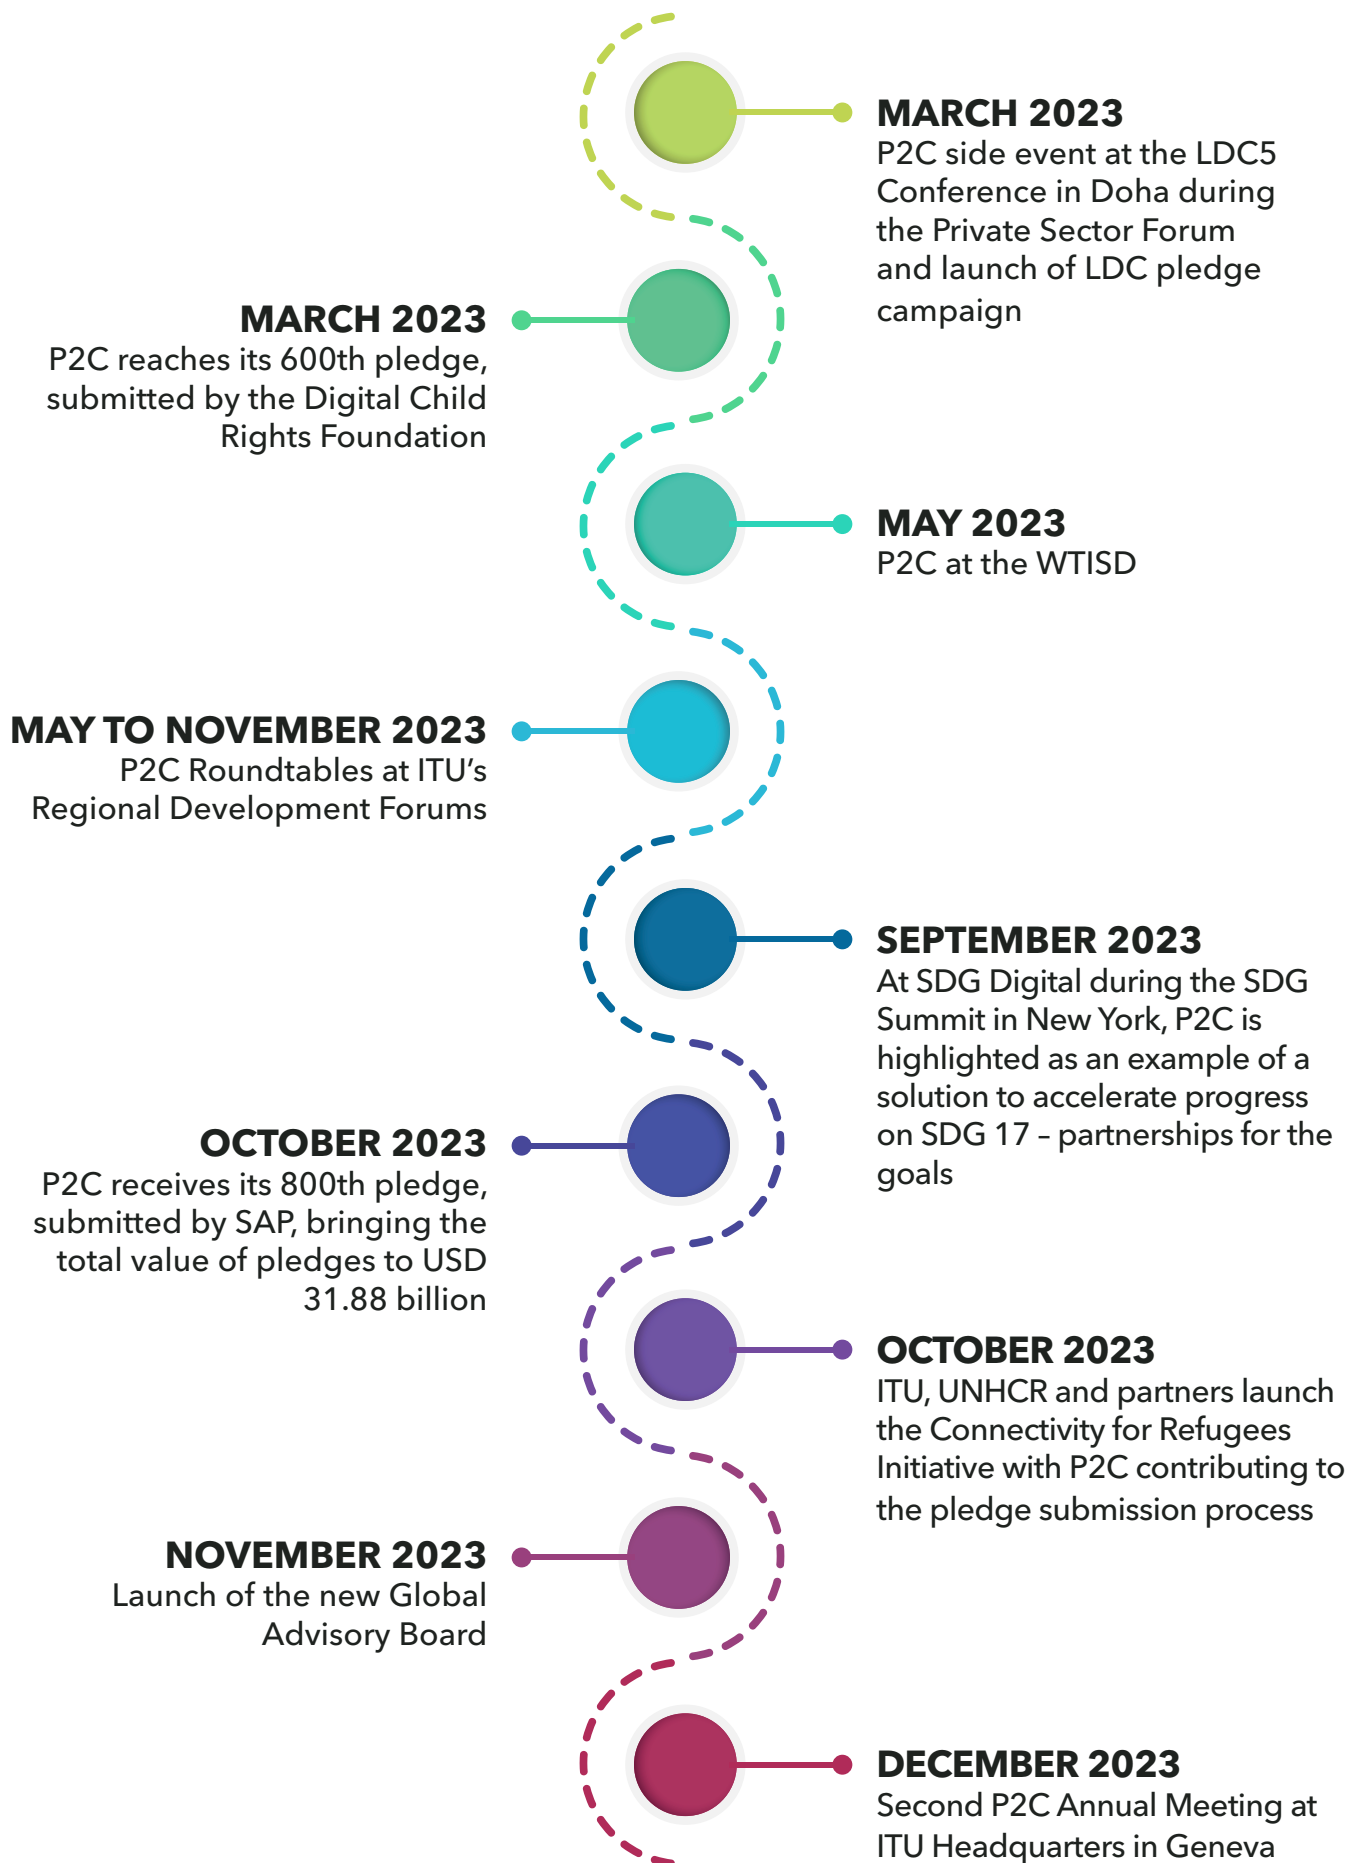 MARCH 2023
P2C side event at the LDC5
Conference in Doha during
the Private Sector Forum
and launch of LDC pledge
campaign
MARCH 2023
P2C reaches its 600th pledge,
submitted by the Digital Child
Rights Foundation
MAY 2023
P2C at the WTISD
MAY TO NOVEMBER 2023
P2C Roundtables at ITU’s
Regional Development Forums
SEPTEMBER 2023
At SDG Digital during the SDG
Summit in New York, P2C is
highlighted as an example of a
solution to accelerate progress
on SDG 17 – partnerships for the
goals
OCTOBER 2023
P2C receives its 800th pledge,
submitted by SAP, bringing the
total value of pledges to USD
31.88 billion
OCTOBER 2023
ITU, UNHCR and partners launch
the Connectivity for Refugees
Initiative with P2C contributing to
the pledge submission process
NOVEMBER 2023
Launch of the new Global
Advisory Board
DECEMBER 2023
Second P2C Annual Meeting at
ITU Headquarters in Geneva